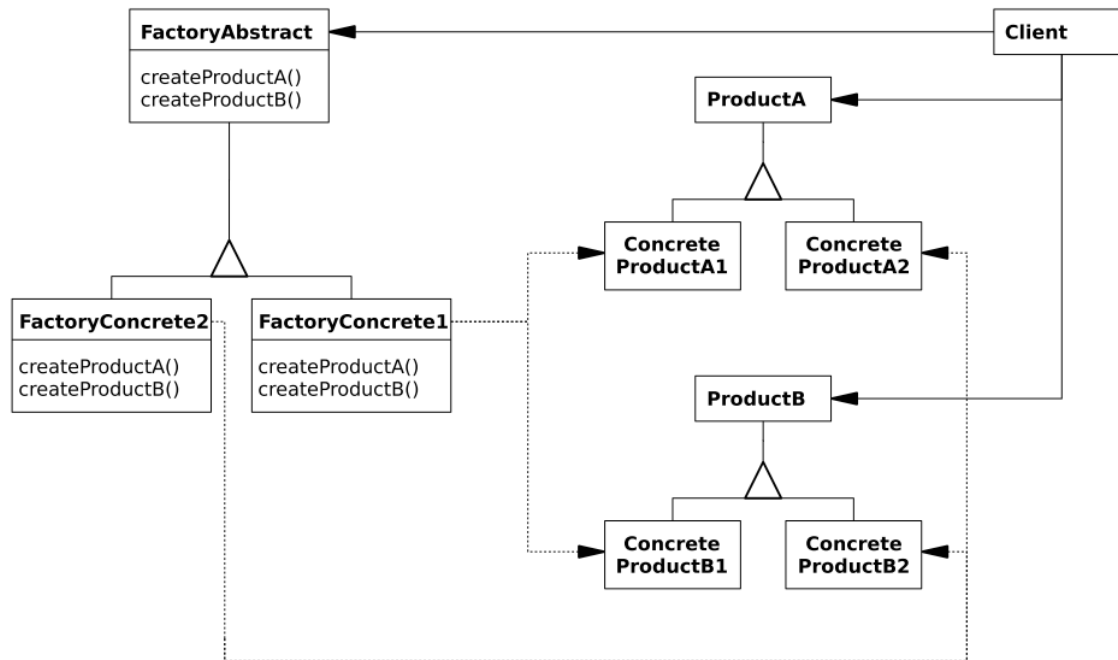 FactoryAbstract
createProductA()
createProductB()
Client
ProductA
Concrete
ProductA1
Concrete
ProductA2
FactoryConcrete2
createProductA()
createProductB()
FactoryConcrete1
createProductA()
createProductB()
ProductB
Concrete
ProductB1
Concrete
ProductB2